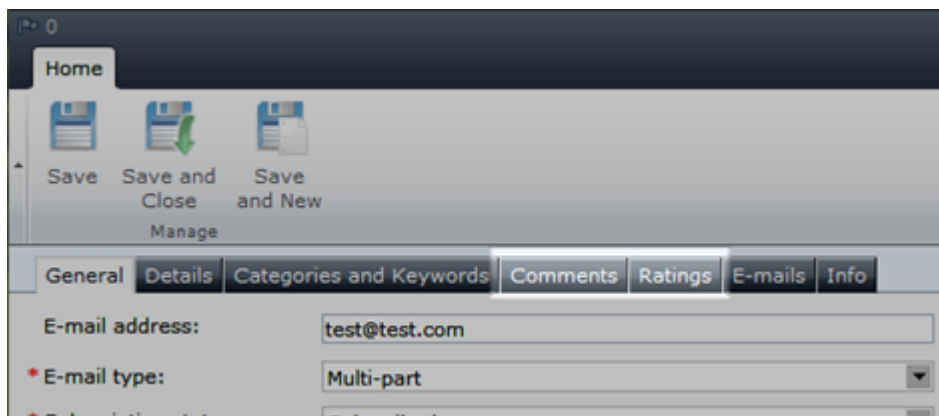 0
Home
Save Save and Close Save and New
Manage
General Details Categories and Keywords Comments Ratings E-mails Info
E-mail address: test@test.com
* E-mail type: Multi-part